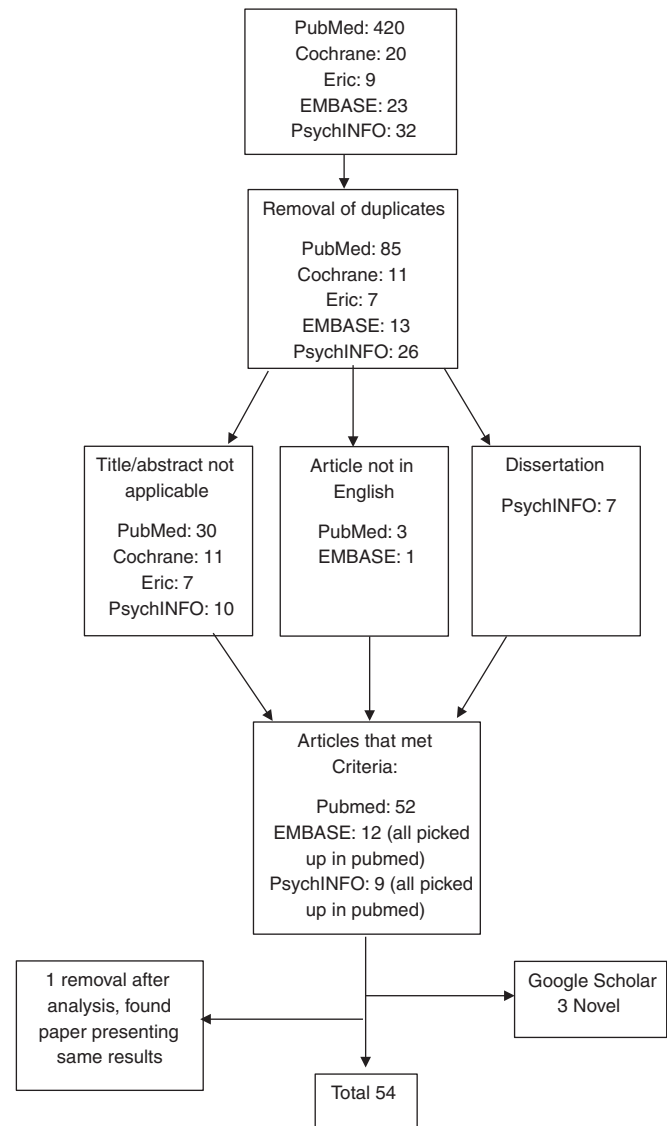 PubMed: 420
Cochrane: 20
Eric: 9
EMBASE: 23
PsychINFO: 32
Removal of duplicates
PubMed: 85
Cochrane: 11
Eric: 7
EMBASE: 13
PsychINFO: 26
Title/abstract not
applicable
PubMed: 30
Cochrane: 11
Eric: 7
PsychINFO: 10
Article not in
English
PubMed: 3
EMBASE: 1
Dissertation
PsychINFO: 7
Articles that met
Criteria:
Pubmed: 52
EMBASE: 12 (all picked
up in pubmed)
PsychINFO: 9 (all picked
up in pubmed)
1 removal after
analysis, found
paper presenting
same results
Google Scholar
3 Novel
Total 54